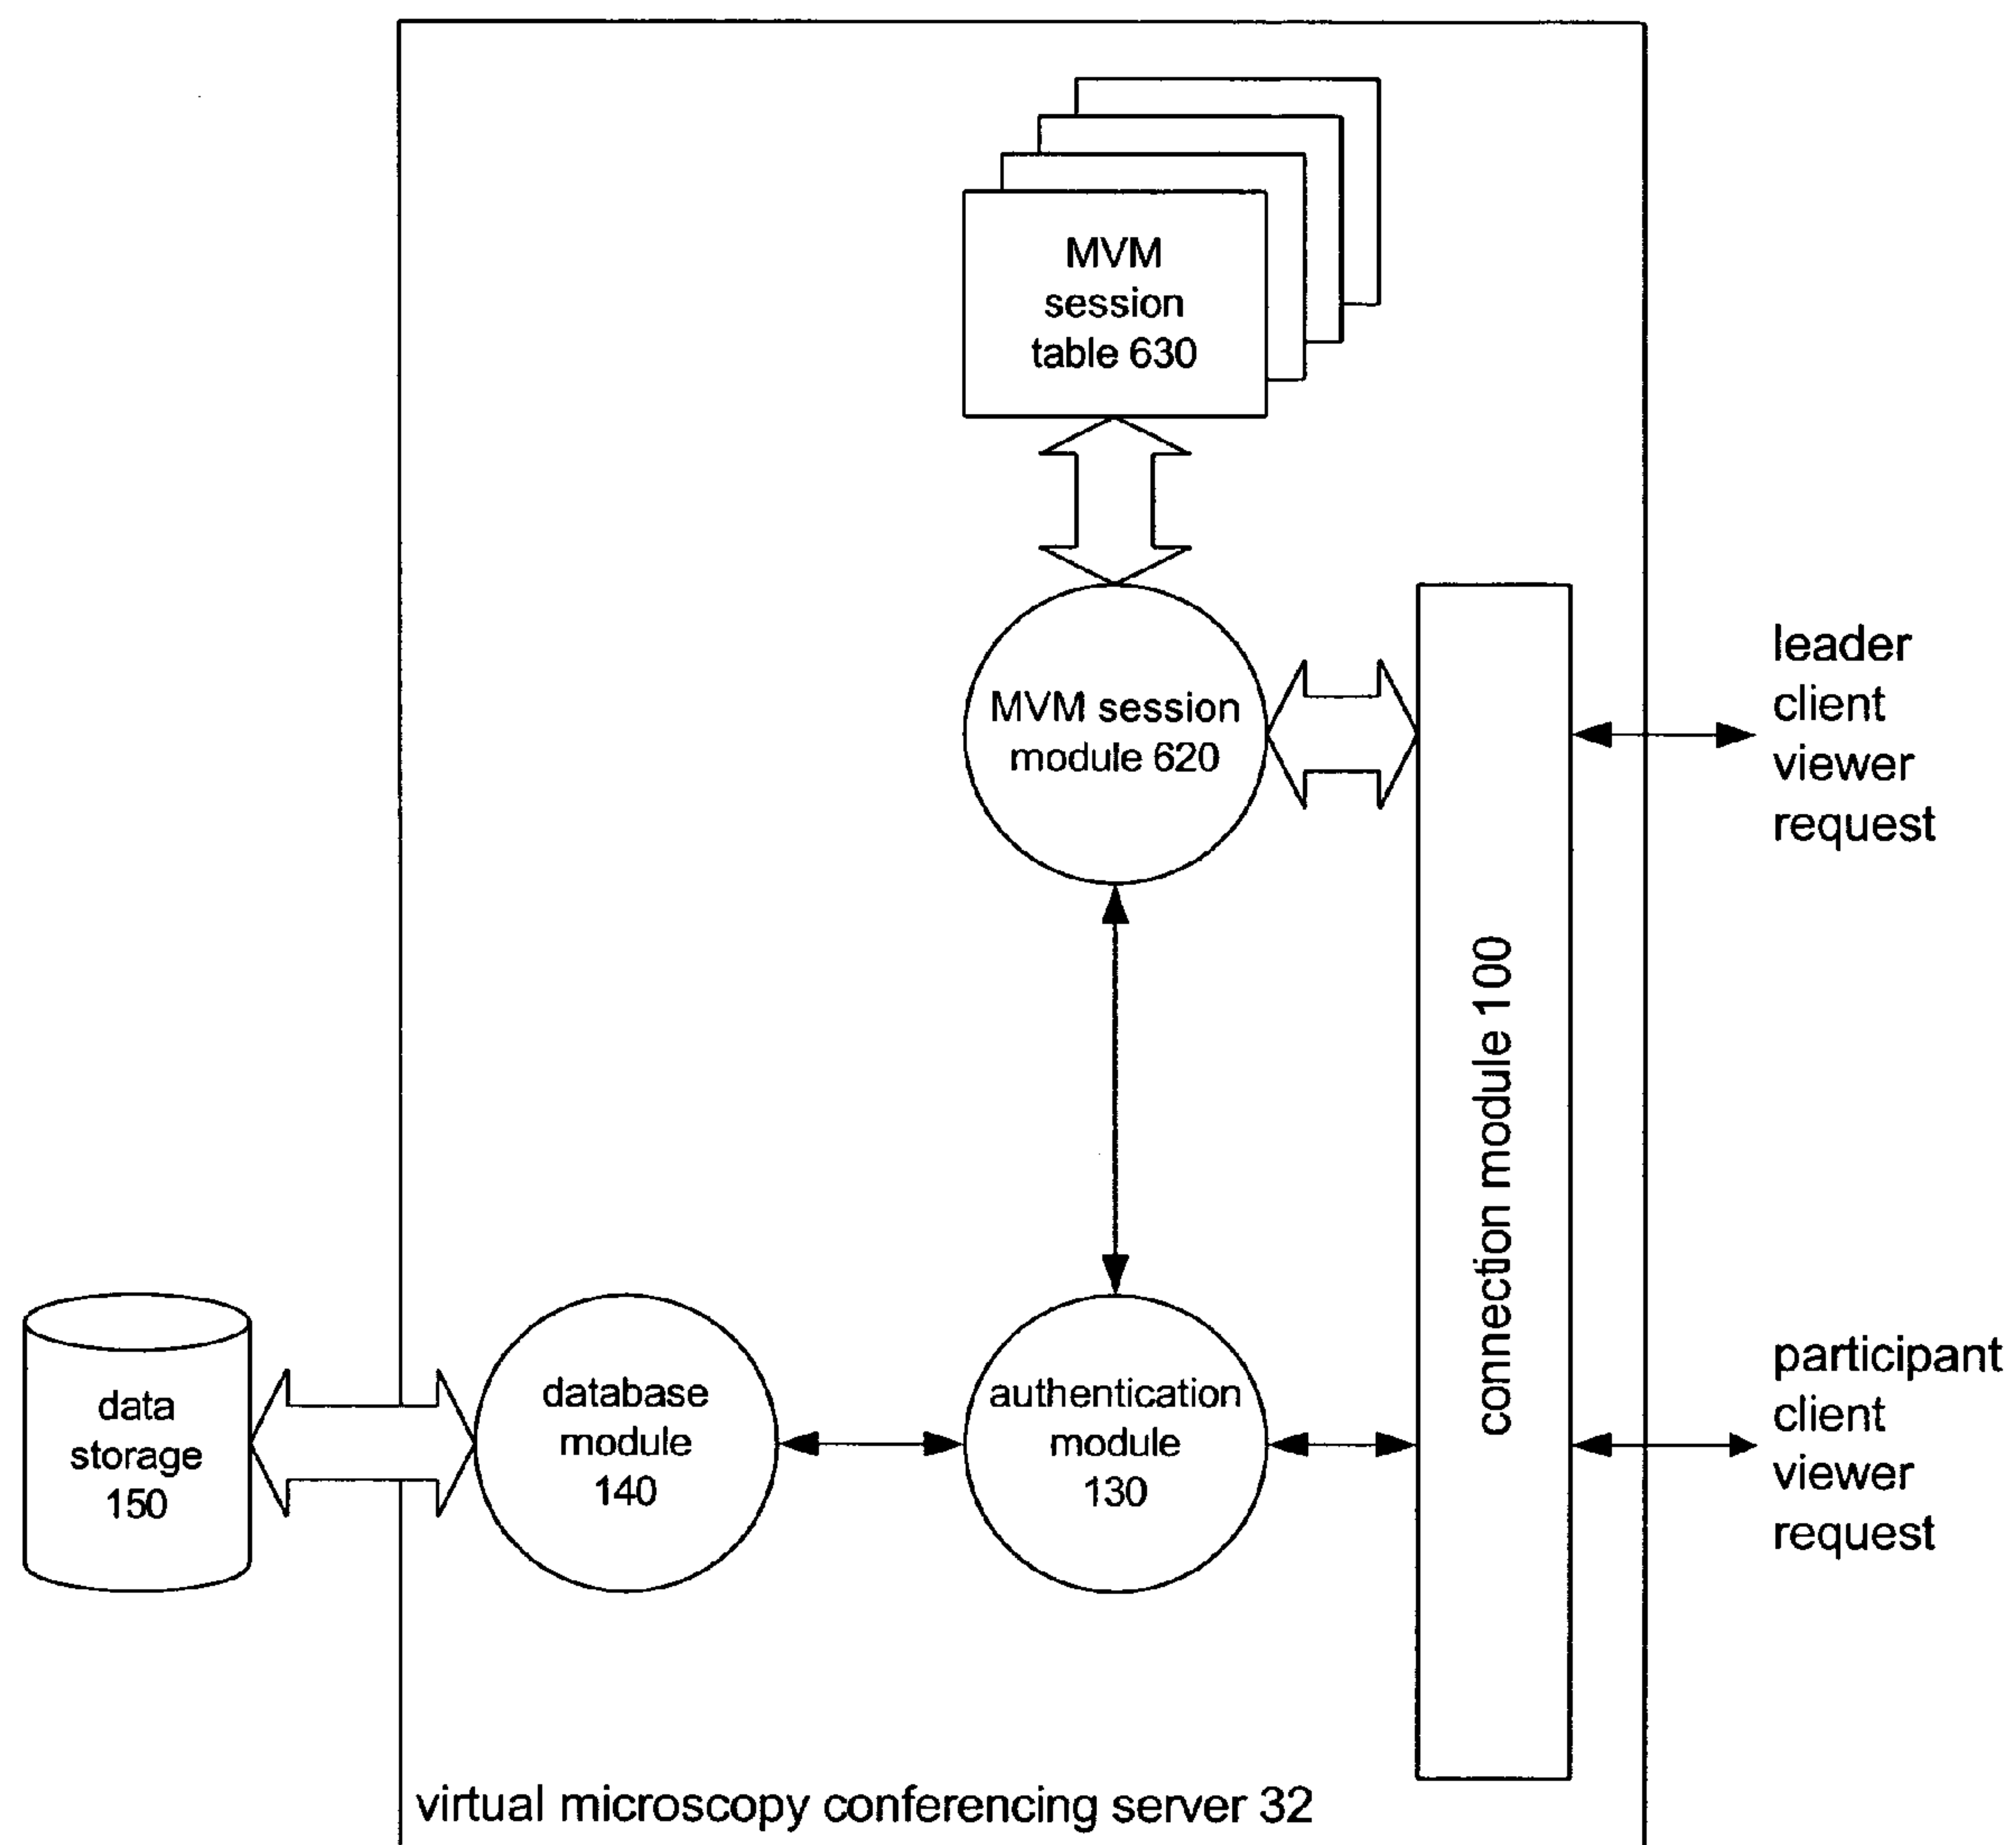 MVM
session
table 630
MVM session
module 620
leader
client
viewer
request
connection module 100
data
storage
150
database
module
140
authentication
module
130
participant
client
viewer
request
virtual microscopy conferencing server 32